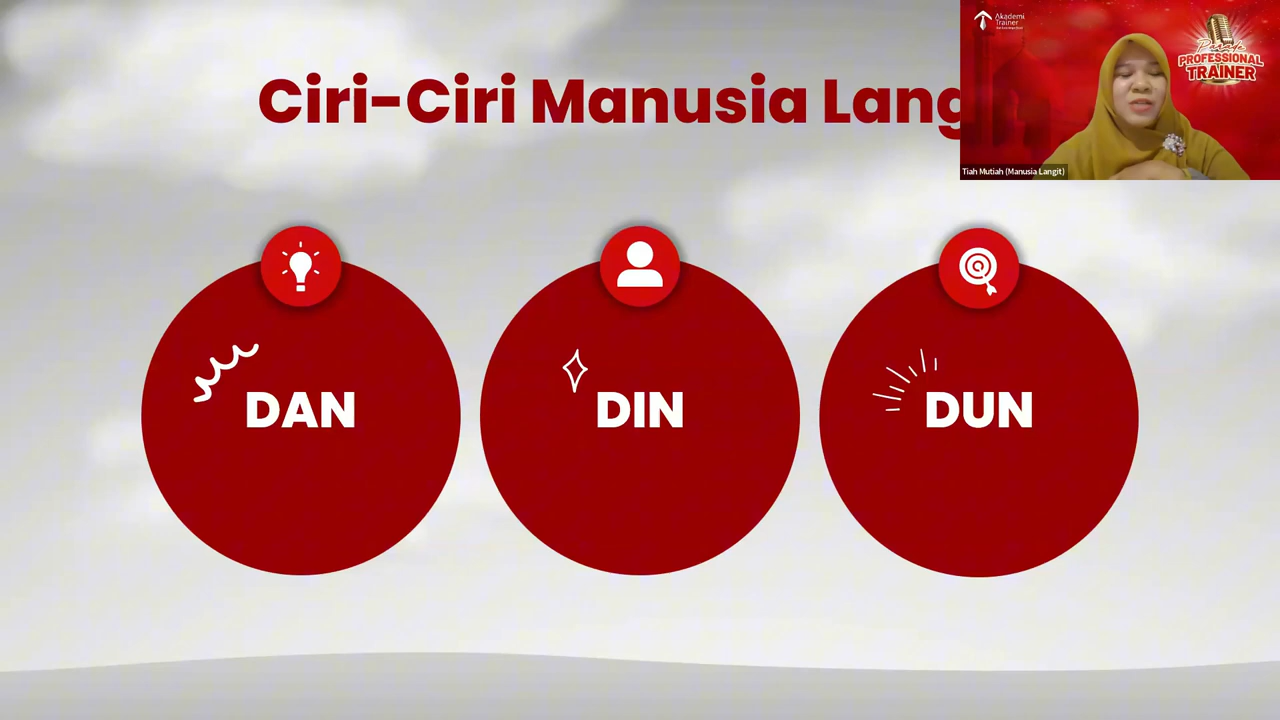 Ciri-Ciri Manusia Lang
Akademi
Trainer
PROFESSIONAL
TRAINER
Tiah Mutiah (Manusia Langit)
DAN
DIN
DUN